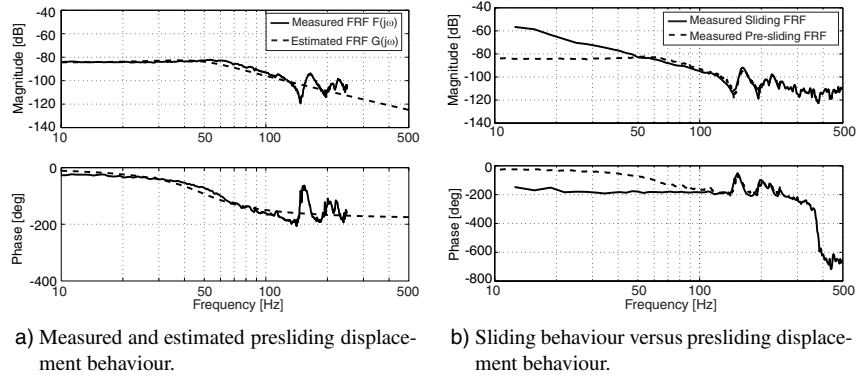 a)
-40
-60
-80
-100
-120
-140
Magnitude [dB]
Measured FRF F(jω)
Estimated FRF G(jω)
10
50
100
500
0
-200
-400
Phase [deg]
10
50
100
500
Frequency [Hz]
a) Measured and estimated presliding displace-
ment behaviour.
b)
-40
-60
-80
-100
-120
-140
Magnitude [dB]
Measured Sliding FRF
Measured Pre-sliding FRF
10
50
100
500
0
-200
-400
-600
-800
Phase [deg]
10
50
100
500
Frequency [Hz]
b) Sliding behaviour versus presliding displace-
ment behaviour.